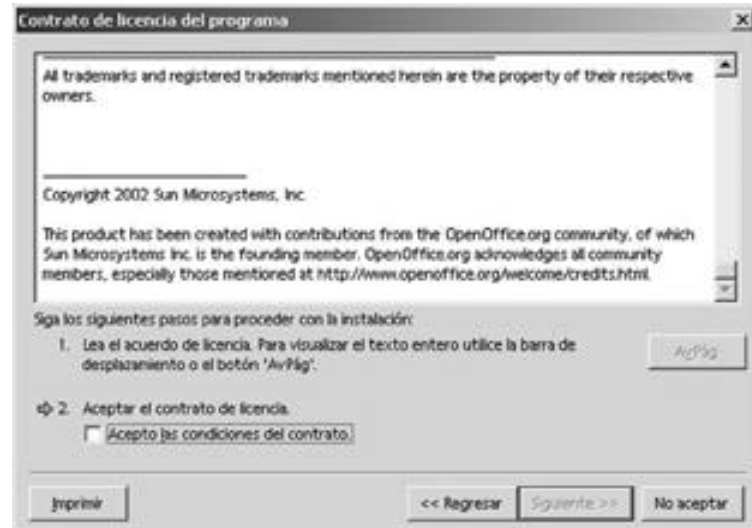 Contrato de licencia del programa
All trademarks and registered trademarks mentioned herein are the property of their respective
owners.
Copyright 2002 Sun Microsystems, Inc
This product has been created with contributions from the OpenOffice.org community, of which
Sun Microsystems Inc. is the founding member. OpenOffice.org acknowledges all community
members, especially those mentioned at http://www.openoffice.org/welcome/credits.html.
Siga los siguientes pasos para proceder con la instalación:
1. Lea el acuerdo de licencia. Para visualizar el texto entero utilice la barra de
desplazamiento o el botón 'AvPág'.
AvPág
2. Aceptar el contrato de licencia.
Acepto las condiciones del contrato.
Imprimir
<< Regresar
Siguiente >>
No aceptar